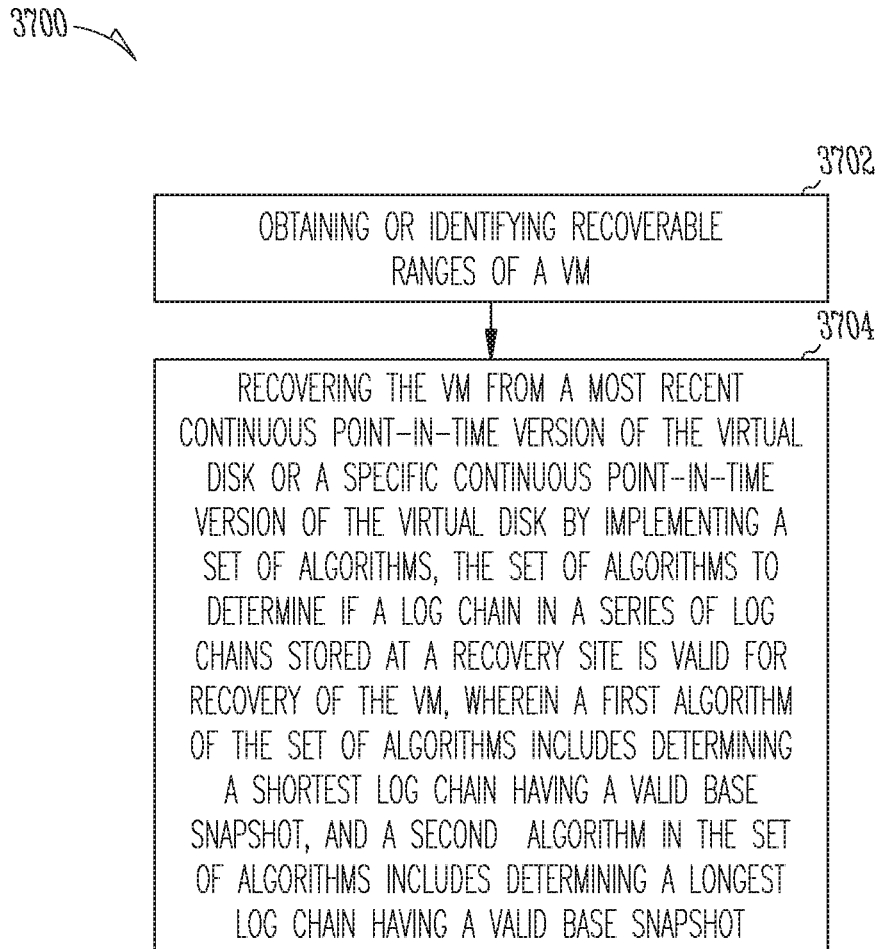 3700
3702
OBTAINING OR IDENTIFYING RECOVERABLE
RANGES OF A VM
3704
RECOVERING THE VM FROM A MOST RECENT
CONTINUOUS POINT-IN-TIME VERSION OF THE VIRTUAL
DISK OR A SPECIFIC CONTINUOUS POINT-IN-TIME
VERSION OF THE VIRTUAL DISK BY IMPLEMENTING A
SET OF ALGORITHMS, THE SET OF ALGORITHMS TO
DETERMINE IF A LOG CHAIN IN A SERIES OF LOG
CHAINS STORED AT A RECOVERY SITE IS VALID FOR
RECOVERY OF THE VM, WHEREIN A FIRST ALGORITHM
OF THE SET OF ALGORITHMS INCLUDES DETERMINING
A SHORTEST LOG CHAIN HAVING A VALID BASE
SNAPSHOT, AND A SECOND ALGORITHM IN THE SET
OF ALGORITHMS INCLUDES DETERMINING A LONGEST
LOG CHAIN HAVING A VALID BASE SNAPSHOT